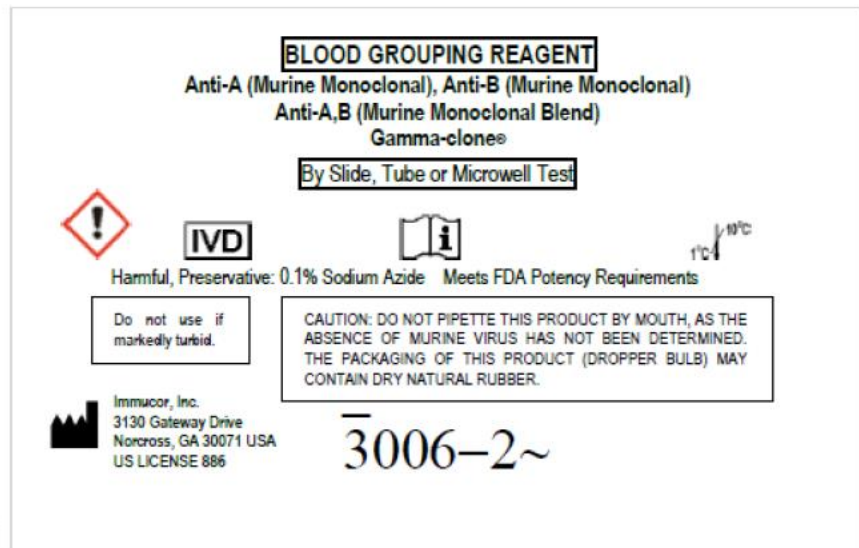 BLOOD GROUPING REAGENT
Anti-A (Murine Monoclonal), Anti-B (Murine Monoclonal)
Anti-A,B (Murine Monoclonal Blend)
Gamma-clone®
By Slide, Tube or Microwell Test
!
IVD
i
1°C 10°C
Harmful, Preservative: 0.1% Sodium Azide Meets FDA Potency Requirements
Do not use if
markedly turbid.
CAUTION: DO NOT PIPETTE THIS PRODUCT BY MOUTH, AS THE
ABSENCE OF MURINE VIRUS HAS NOT BEEN DETERMINED.
THE PACKAGING OF THIS PRODUCT (DROPPER BULB) MAY
CONTAIN DRY NATURAL RUBBER.
Immucor, Inc.
3130 Gateway Drive
Norcross, GA 30071 USA
US LICENSE 886
3̅006−2~